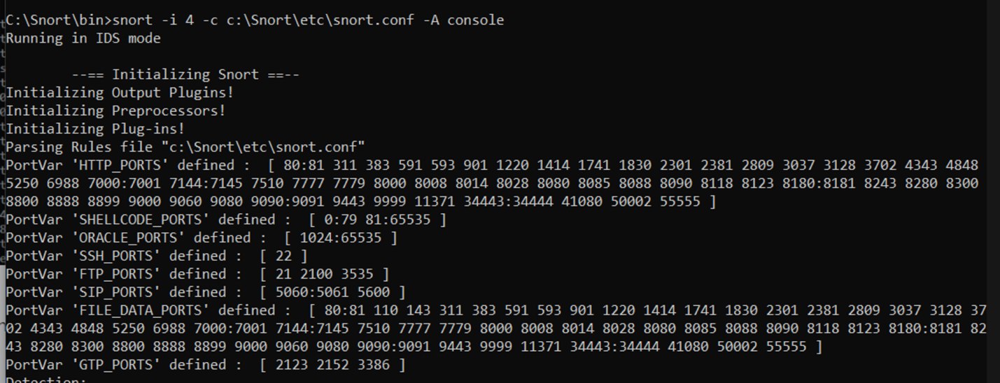 C:\Snort\bin>snort -i 4 -c c:\Snort\etc\snort.conf -A console
Running in IDS mode
--== Initializing Snort ==--
Initializing Output Plugins!
Initializing Preprocessors!
Initializing Plug-ins!
Parsing Rules file "c:\Snort\etc\snort.conf"
PortVar 'HTTP_PORTS' defined :  [ 80:81 311 383 591 593 901 1220 1414 1741 1830 2301 2381 2809 3037 3128 3702 4343 4848
5250 6988 7000:7001 7144:7145 7510 7777 7779 8000 8008 8014 8028 8080 8085 8088 8090 8118 8123 8180:8181 8243 8280 8300
8800 8888 8899 9000 9060 9080 9090:9091 9443 9999 11371 34443:34444 41080 50002 55555 ]
PortVar 'SHELLCODE_PORTS' defined :  [ 0:79 81:65535 ]
PortVar 'ORACLE_PORTS' defined :  [ 1024:65535 ]
PortVar 'SSH_PORTS' defined :  [ 22 ]
PortVar 'FTP_PORTS' defined :  [ 21 2100 3535 ]
PortVar 'SIP_PORTS' defined :  [ 5060:5061 5600 ]
PortVar 'FILE_DATA_PORTS' defined :  [ 80:81 110 143 311 383 591 593 901 1220 1414 1741 1830 2301 2381 2809 3037 3128 37
02 4343 4848 5250 6988 7000:7001 7144:7145 7510 7777 7779 8000 8008 8014 8028 8080 8085 8088 8090 8118 8123 8180:8181 82
43 8280 8300 8800 8888 8899 9000 9060 9080 9090:9091 9443 9999 11371 34443:34444 41080 50002 55555 ]
PortVar 'GTP_PORTS' defined :  [ 2123 2152 3386 ]
Detection: